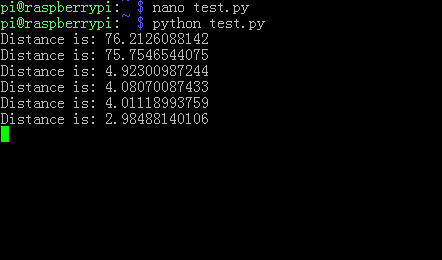 pi@raspberrypi:~ $ nano test.py
pi@raspberrypi:~ $ python test.py
Distance is: 76.2126088142
Distance is: 75.7546544075
Distance is: 4.92300987244
Distance is: 4.08070087433
Distance is: 4.01118993759
Distance is: 2.98488140106